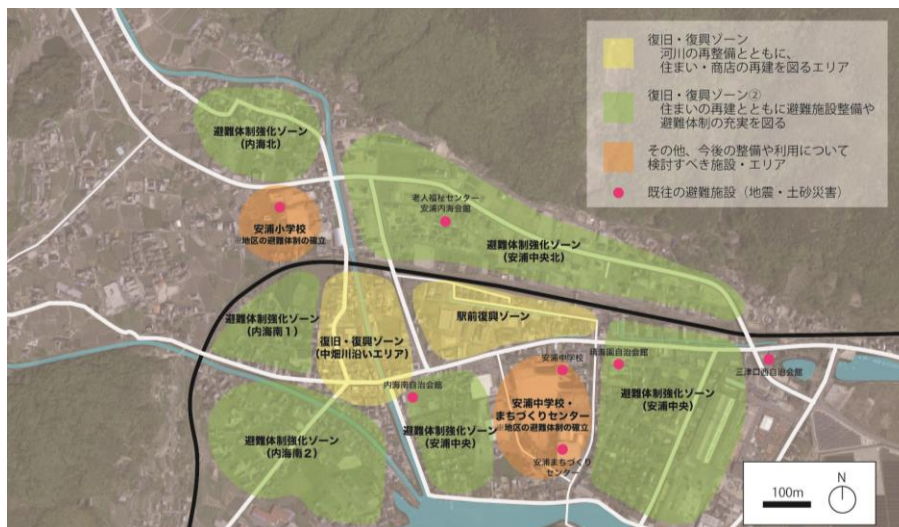 復旧・復興ゾーン
河川の再整備とともに、
住まい・商店の再建を図るエリア
復旧・復興ゾーン②
住まいの再建とともに避難施設整備や
避難体制の充実を図る
その他、今後の整備や利用について
検討すべき施設・エリア
既往の避難施設（地震・土砂災害）
避難体制強化ゾーン
（内海北）
老人福祉センター
安浦内海会館
安浦小学校
※地区の避難体制の確立
避難体制強化ゾーン
（安浦中央北）
避難体制強化ゾーン
（内海南１）
復旧・復興ゾーン
（中畑川沿いエリア）
駅前復興ゾーン
安浦中学校
三津口西自治会館
内海南自治会館
避難体制強化ゾーン
（安浦中央）
安浦中学校・
まちづくりセンター
※地区の避難体制の確立
避難体制強化ゾーン
（安浦中央）
避難体制強化ゾーン
（内海南２）
安浦まちづくり
センター
100m
N